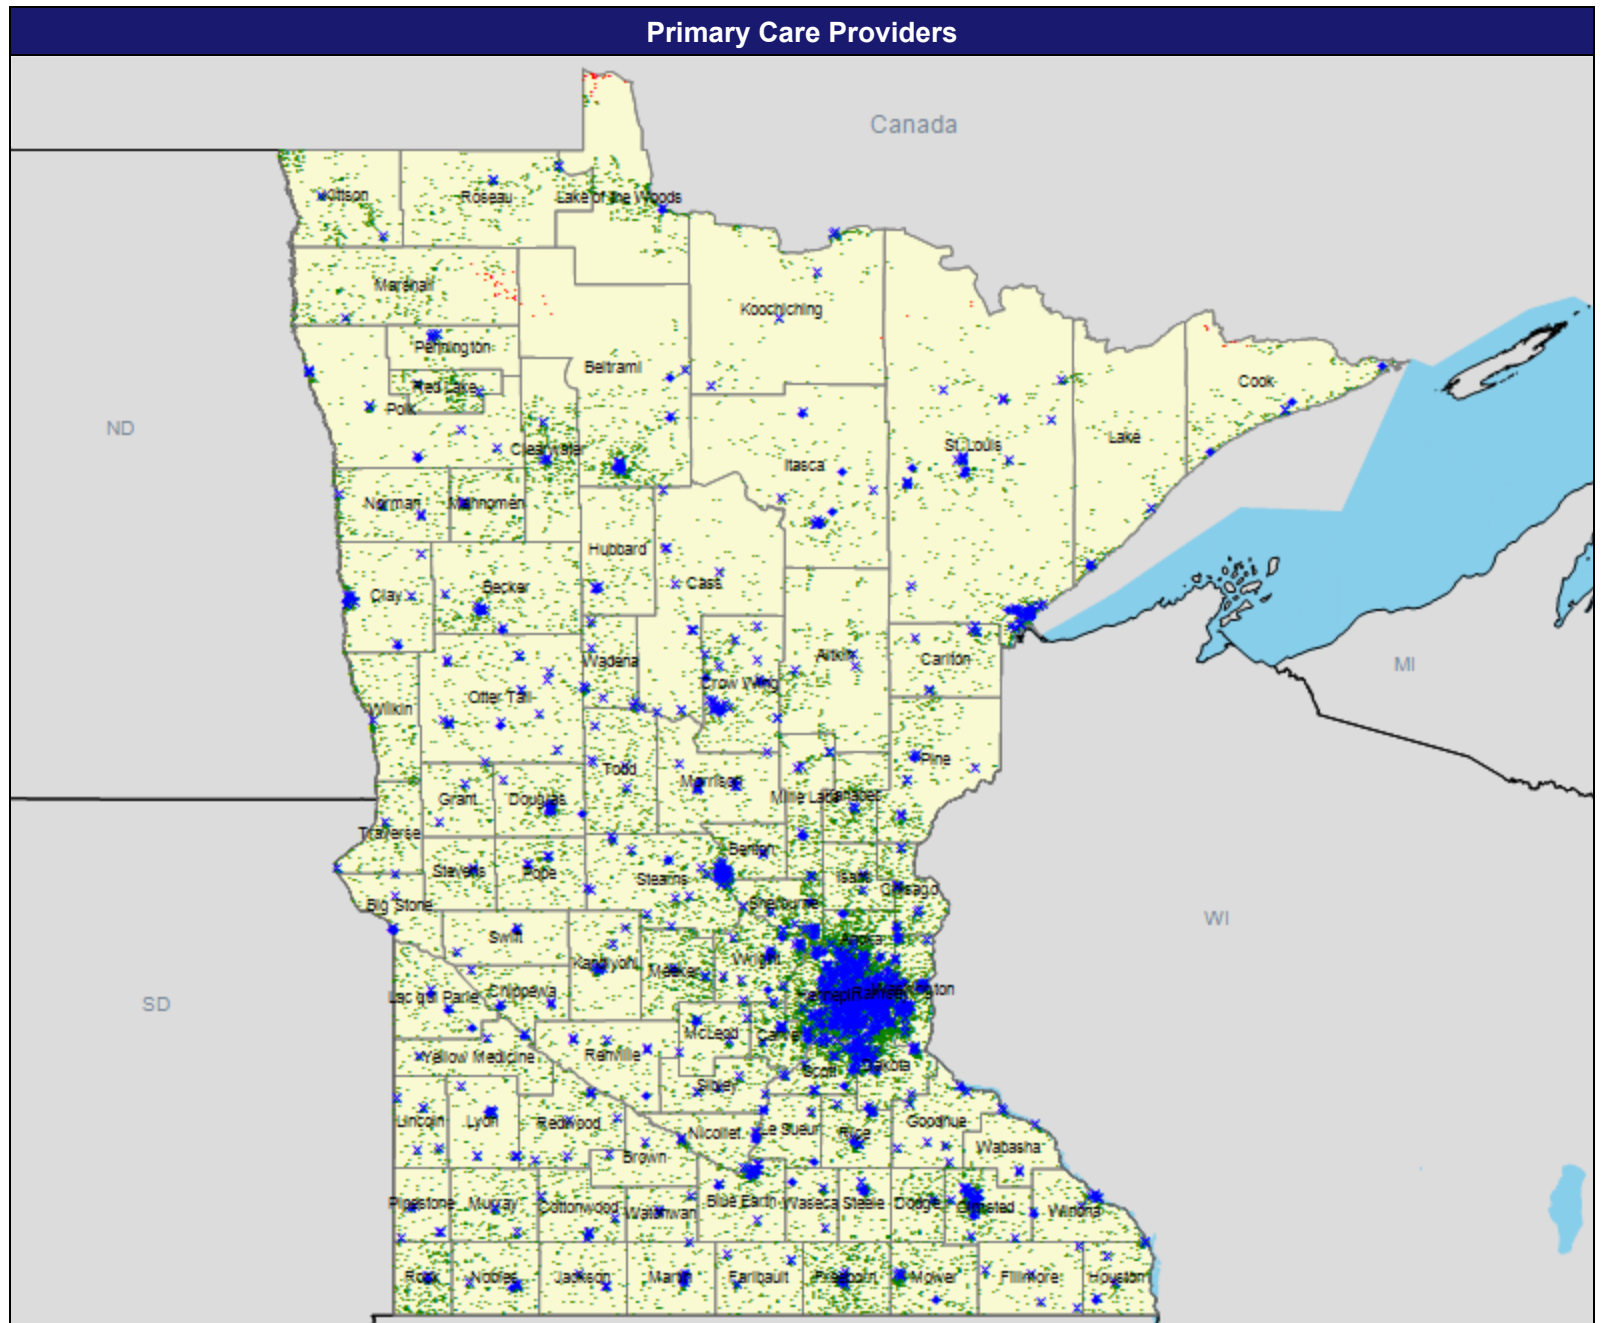 Primary Care Providers
Canada
Kittson
Roseau
Lake of the Woods
Marshall
Koochiching
Pennington
Beltrami
Red Lake
Cook
Polk
ND
Clearwater
St. Louis
Lake
Itasca
Norman
Mahnomen
Hubbard
Cass
Becker
Clay
Wadena
Aitkin
Carlton
MI
Crow Wing
Otter Tail
Wilkin
Pine
Todd
Morrison
Grant
Douglas
Mille Lacs
Kanabec
Traverse
Benton
Stevens
Pope
Stearns
Isanti
Chisago
Big Stone
Sherburne
WI
Swift
Anoka
Kandiyohi
Wright
Meeker
Lac qui Parle
Chippewa
Hennepin
Ramsey
Washington
SD
McLeod
Carver
Yellow Medicine
Renville
Scott
Dakota
Sibley
Lincoln
Lyon
Redwood
Nicollet
Le Sueur
Rice
Goodhue
Brown
Wabasha
Pipestone
Murray
Cottonwood
Watonwan
Blue Earth
Waseca
Steele
Dodge
Olmsted
Winona
Rock
Nobles
Jackson
Martin
Faribault
Freeborn
Mower
Fillmore
Houston